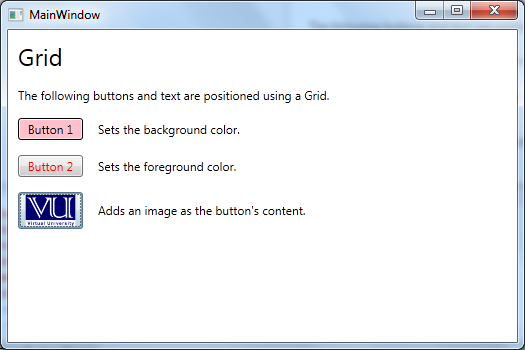 MainWindow
Grid
The following buttons and text are positioned using a Grid.
Button 1 Sets the background color.
Button 2 Sets the foreground color.
VU
Virtual University
Adds an image as the button's content.